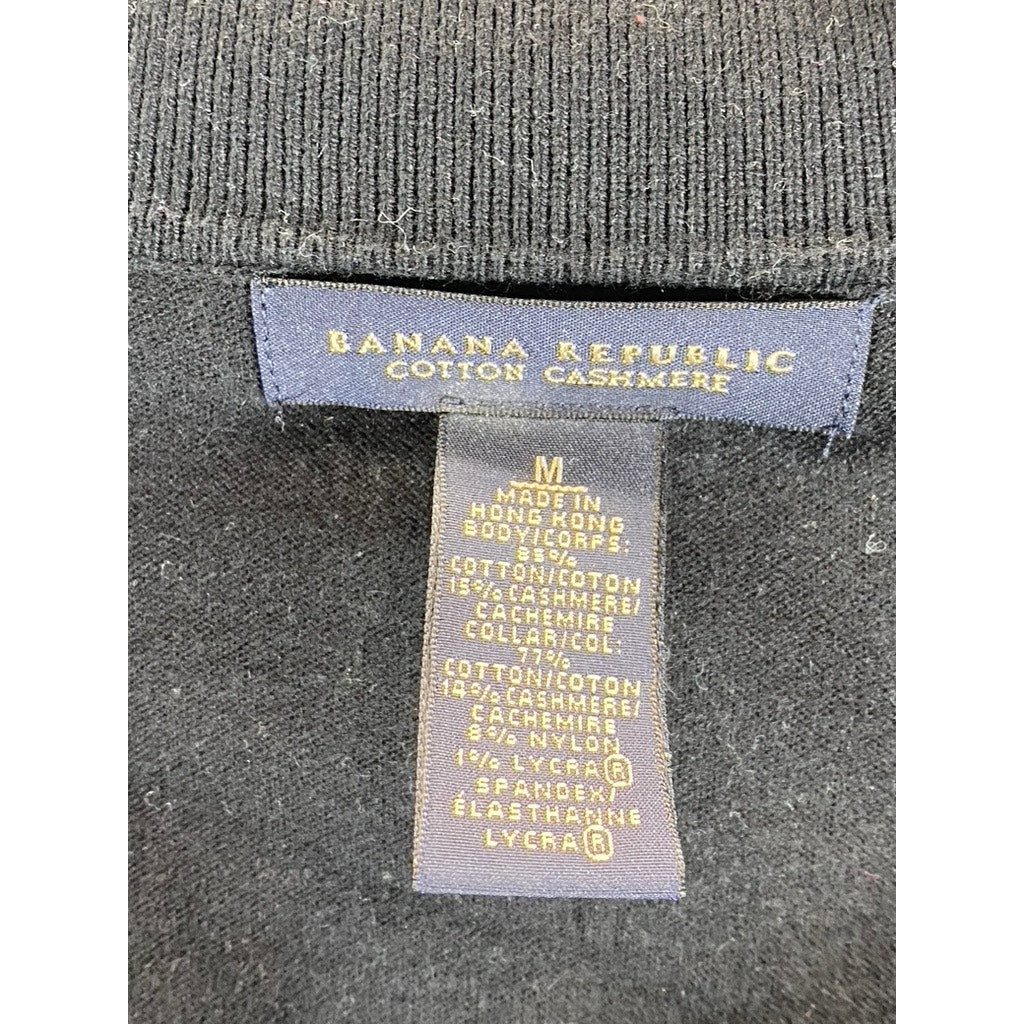 BANANA REPUBLIC
COTTON CASHMERE
M
MADE IN
HONG KONG
BODY/CORPS:
85%
COTTON/COTON
15% CASHMERE/
CACHEMIRE
COLLAR/COL:
77%
COTTON/COTON
14% CASHMERE/
CACHEMIRE
8% NYLON
1% LYCRA®
SPANDEX/
ÉLASTHANNE
LYCRA®